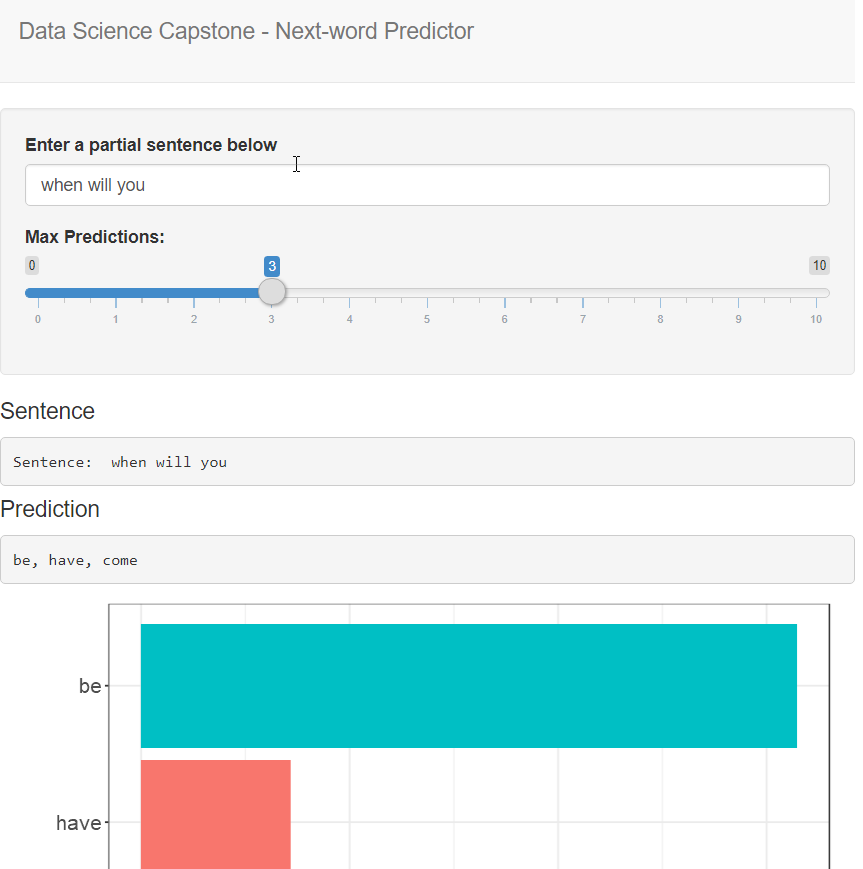 Data Science Capstone - Next-word Predictor
Enter a partial sentence below
when will you
Max Predictions:
0 3 10
0 1 2 3 4 5 6 7 8 9 10
Sentence
Sentence:  when will you
Prediction
be, have, come
be
have